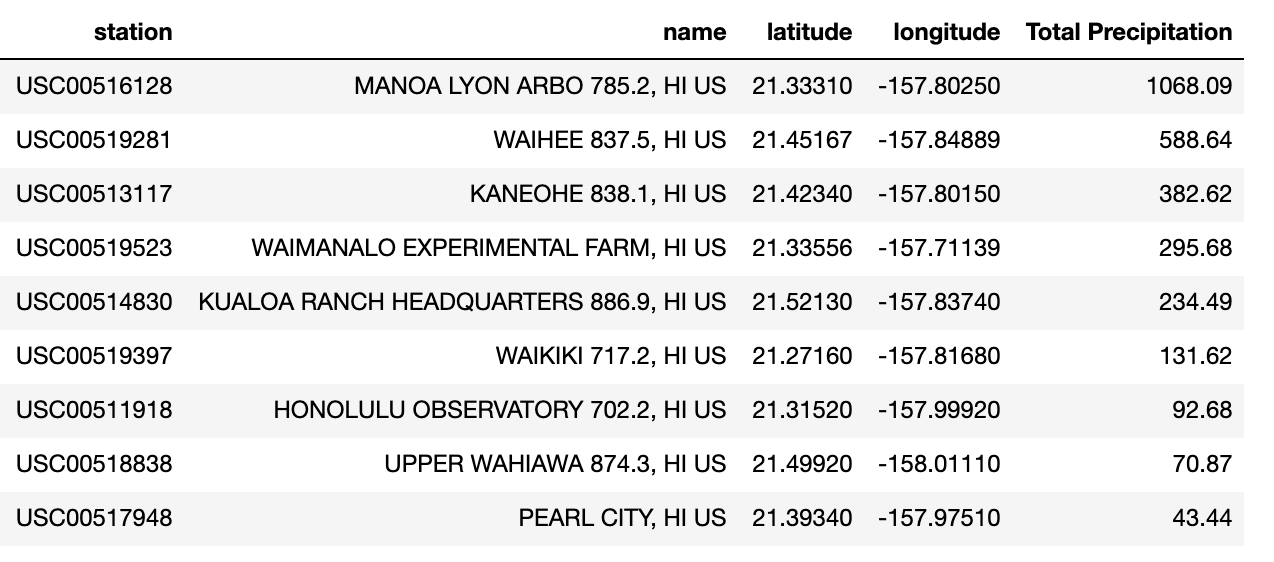 station name latitude longitude Total Precipitation
USC00516128 MANOA LYON ARBO 785.2, HI US 21.33310 -157.80250 1068.09
USC00519281 WAIHEE 837.5, HI US 21.45167 -157.84889 588.64
USC00513117 KANEOHE 838.1, HI US 21.42340 -157.80150 382.62
USC00519523 WAIMANALO EXPERIMENTAL FARM, HI US 21.33556 -157.71139 295.68
USC00514830 KUALOA RANCH HEADQUARTERS 886.9, HI US 21.52130 -157.83740 234.49
USC00519397 WAIKIKI 717.2, HI US 21.27160 -157.81680 131.62
USC00511918 HONOLULU OBSERVATORY 702.2, HI US 21.31520 -157.99920 92.68
USC00518838 UPPER WAHIAWA 874.3, HI US 21.49920 -158.01110 70.87
USC00517948 PEARL CITY, HI US 21.39340 -157.97510 43.44